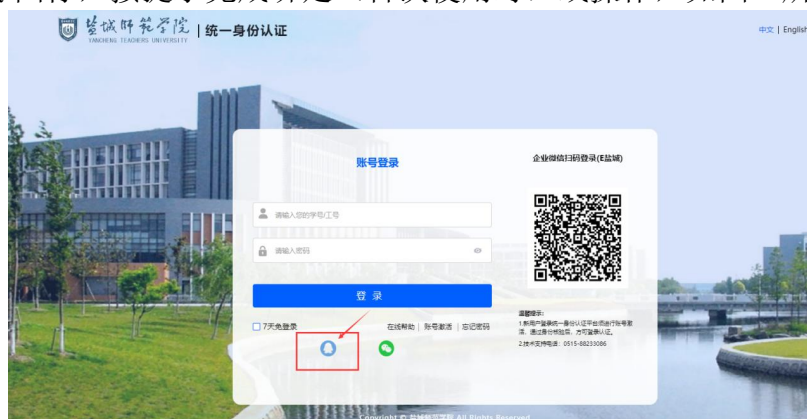 盐城师范学院 | 统一身份认证
YANCHENG TEACHERS UNIVERSITY
中文 | English
账号登录
企业微信扫码登录(E盐城)
请输入您的学号/工号
请输入密码
登 录
7天免登录
在线帮助 | 账号激活 | 忘记密码
温馨提示：
1.新用户登录统一身份认证平台须进行账号激
活，通过身份核验后，方可登录认证。
2.技术支持电话：0515-88233086
Copyright © 盐城师范学院 All Rights Reserved